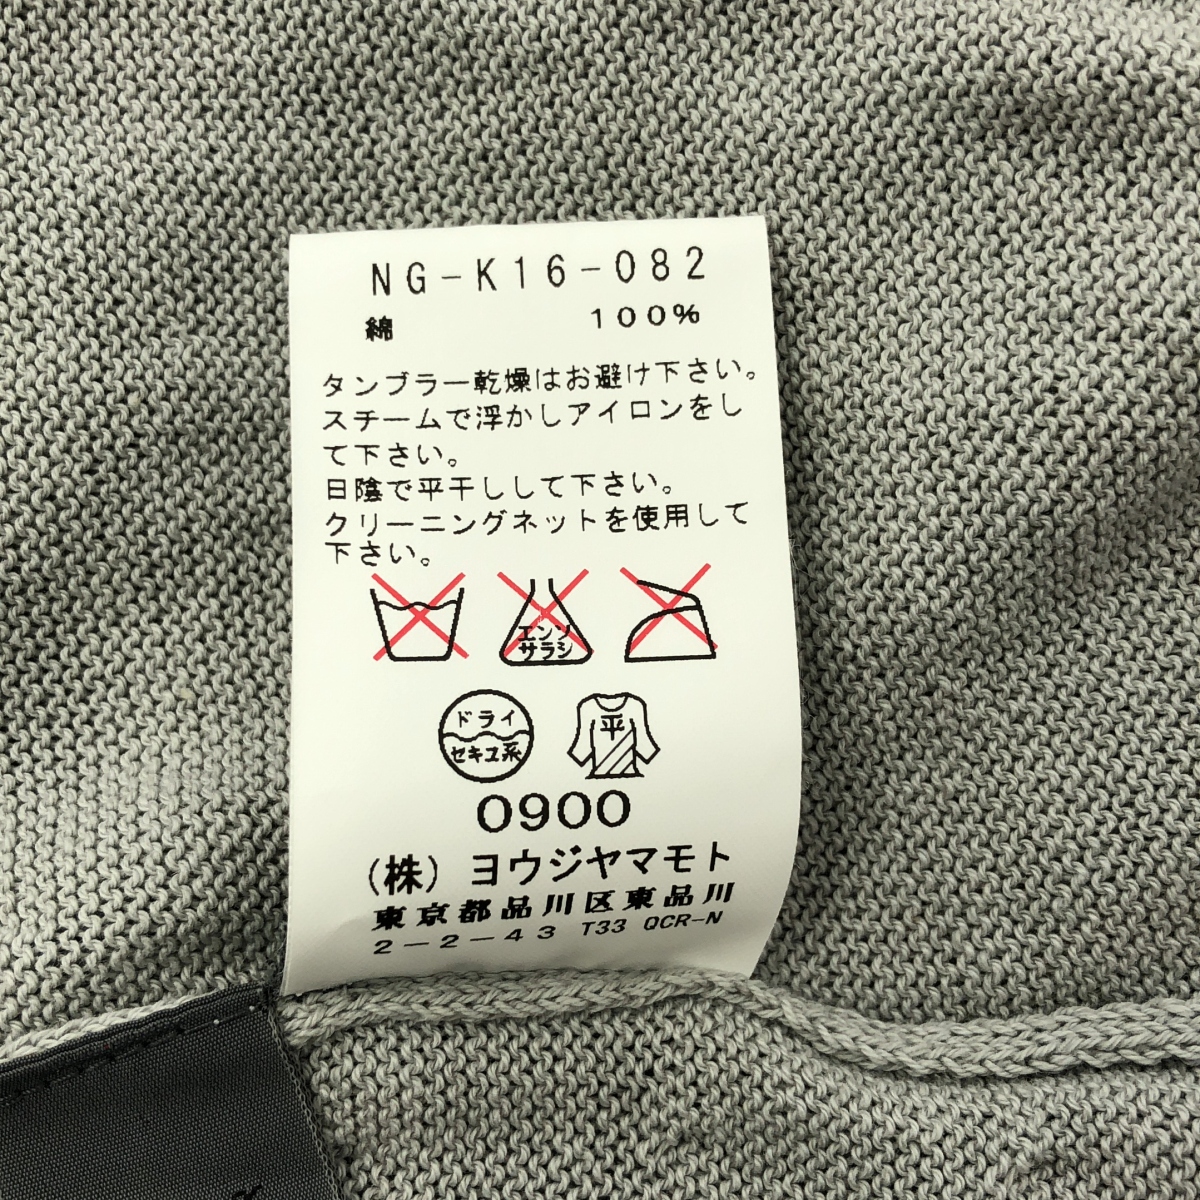 NG-K16-082
綿 100%
タンブラー乾燥はお避け下さい。
スチームで浮かしアイロンをし
て下さい。
日陰で平干しして下さい。
クリーニングネットを使用して
下さい。
エンソ
サラシ
ドライ
セキユ系
平
0900
(株) ヨウジヤマモト
東京都品川区東品川
2-2-43 T33 QCR-N